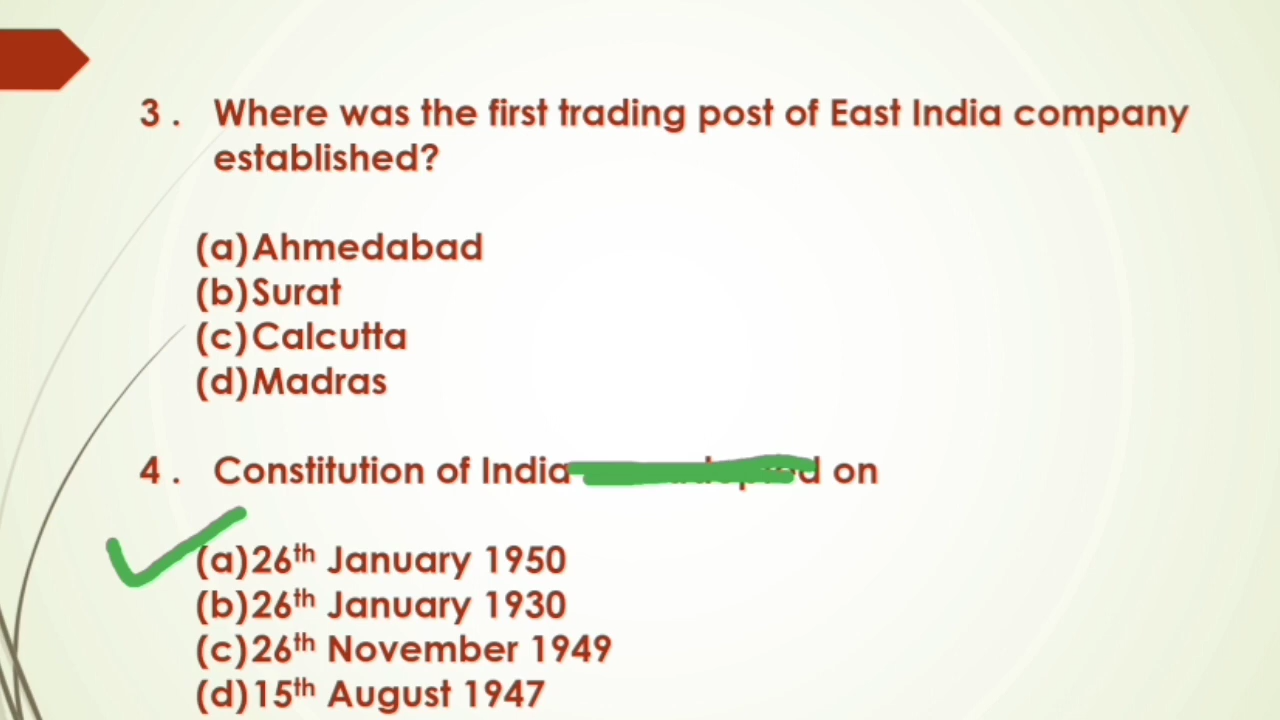 3 . Where was the first trading post of East India company
established?
(a)Ahmedabad
(b)Surat
(c)Calcutta
(d)Madras
4 . Constitution of India on
(a)26th January 1950
(b)26th January 1930
(c)26th November 1949
(d)15th August 1947